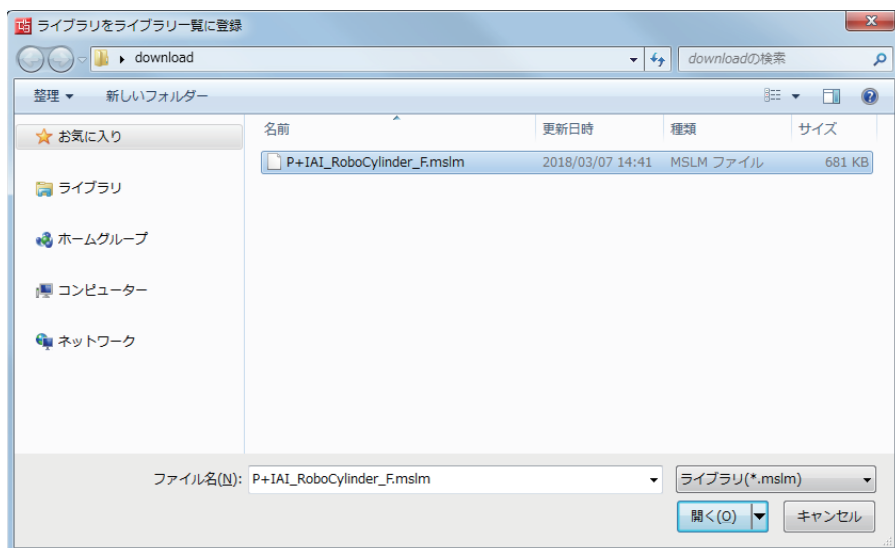 ライブラリをライブラリ一覧に登録
download
downloadの検索
整理 新しいフォルダー
名前 更新日時 種類 サイズ
お気に入り
P+IAI_RoboCylinder_F.mslm 2018/03/07 14:41 MSLM ファイル 681 KB
ライブラリ
ホームグループ
コンピューター
ネットワーク
ファイル名(N): P+IAI_RoboCylinder_F.mslm ライブラリ(*.mslm)
開く(O) キャンセル